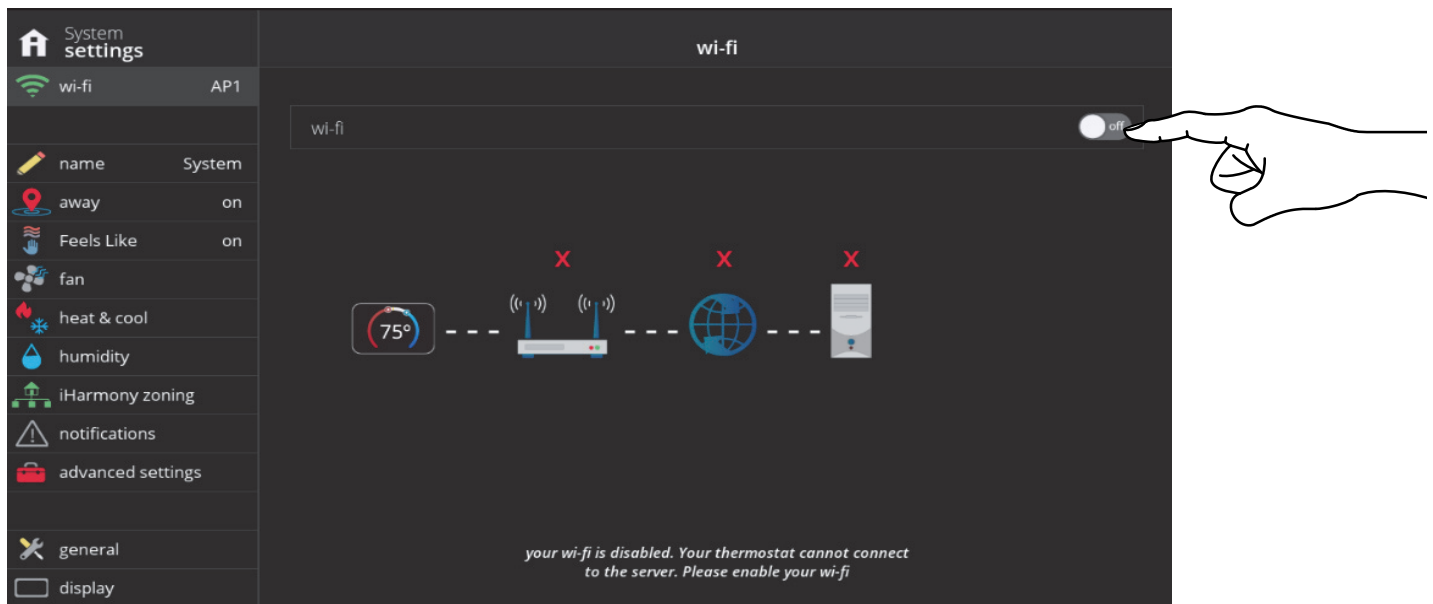 System
settings
wi-fi AP1
name System
away on
Feels Like on
fan
heat & cool
humidity
iHarmony zoning
notifications
advanced settings
general
display
wi-fi
wi-fi off
X X X
75°
your wi-fi is disabled. Your thermostat cannot connect
to the server. Please enable your wi-fi